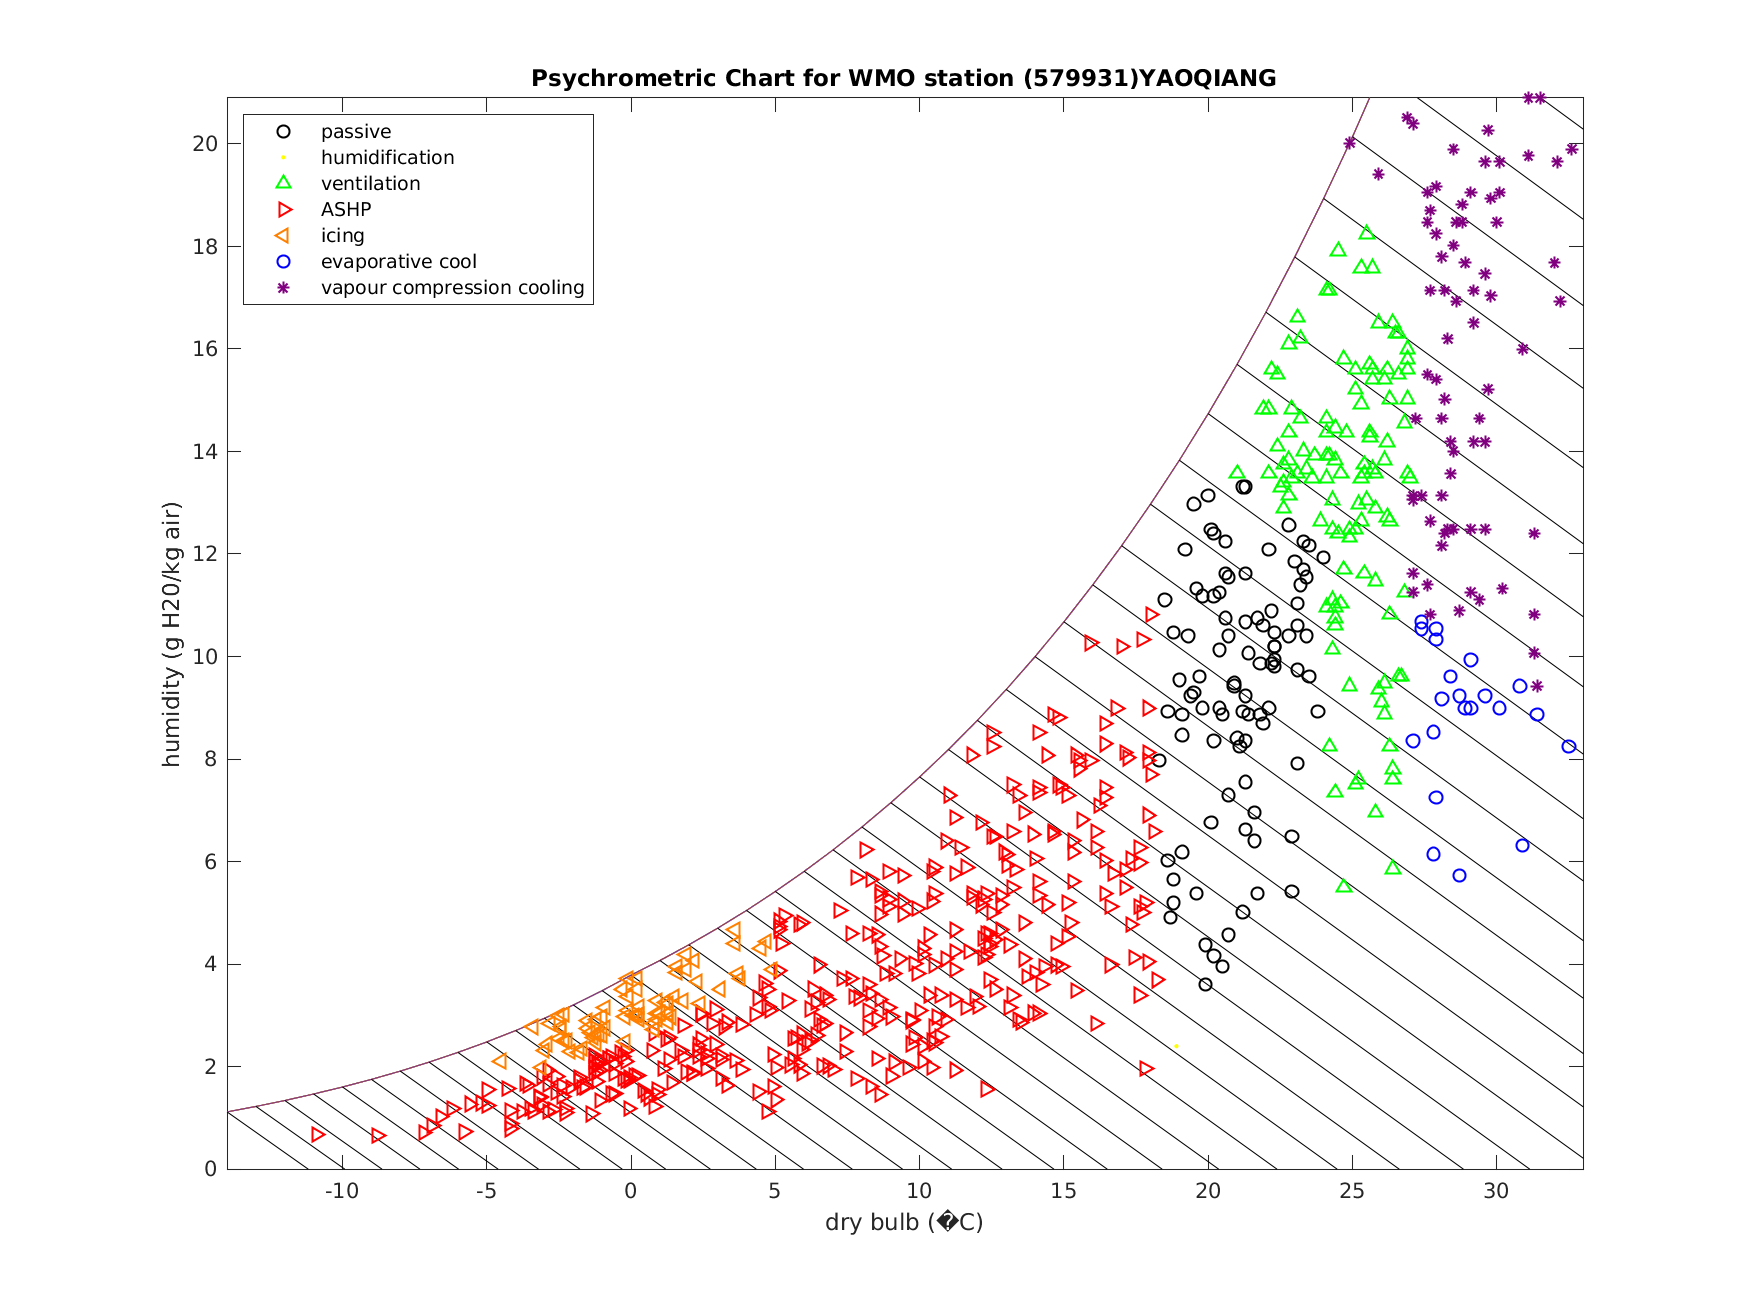 Psychrometric Chart for WMO station (579931)YAOQIANG
passive
humidification
ventilation
ASHP
icing
evaporative cool
vapour compression cooling
humidity (g H20/kg air)
20
18
16
14
12
10
8
6
4
2
0
-10 -5 0 5 10 15 20 25 30
dry bulb (�C)